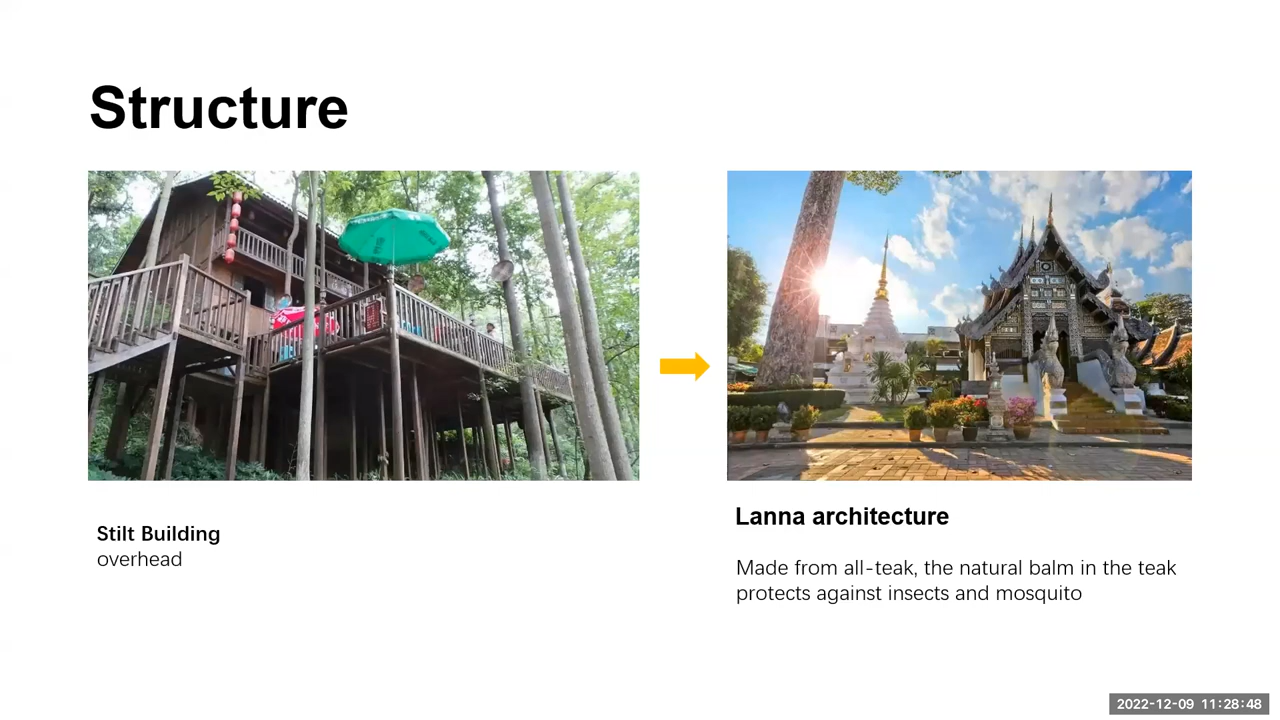 Structure
Stilt Building
overhead
Lanna architecture
Made from all-teak, the natural balm in the teak
protects against insects and mosquito
2022-12-09 11:28:48